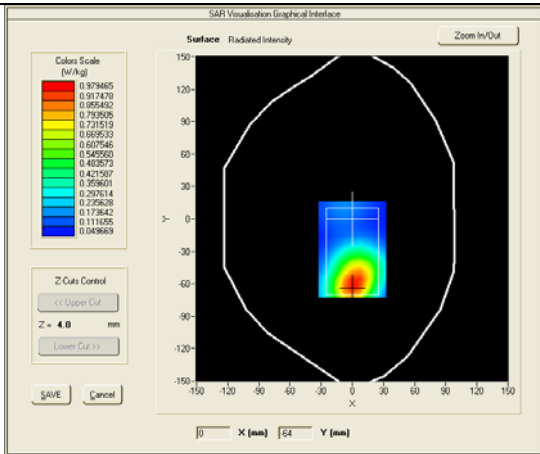 SAR Visualisation Graphical Interface
Surface Radiated Intensity
Zoom In/Out
Colors Scale
(W/kg)
0.979465
0.917478
0.855492
0.793505
0.731519
0.669533
0.607546
0.545560
0.483573
0.421587
0.359601
0.297614
0.235628
0.173642
0.111655
0.049669
Z-Cuts Control
<< Upper Cut
Z = 4.0 mm
Lower Cut >>
SAVE Cancel
150
120
90
60
30
0
-30
-60
-90
-120
-150
Y
-150 -120 -90 -60 -30 0 30 60 90 120 150
X
0 X (mm) -64 Y (mm)